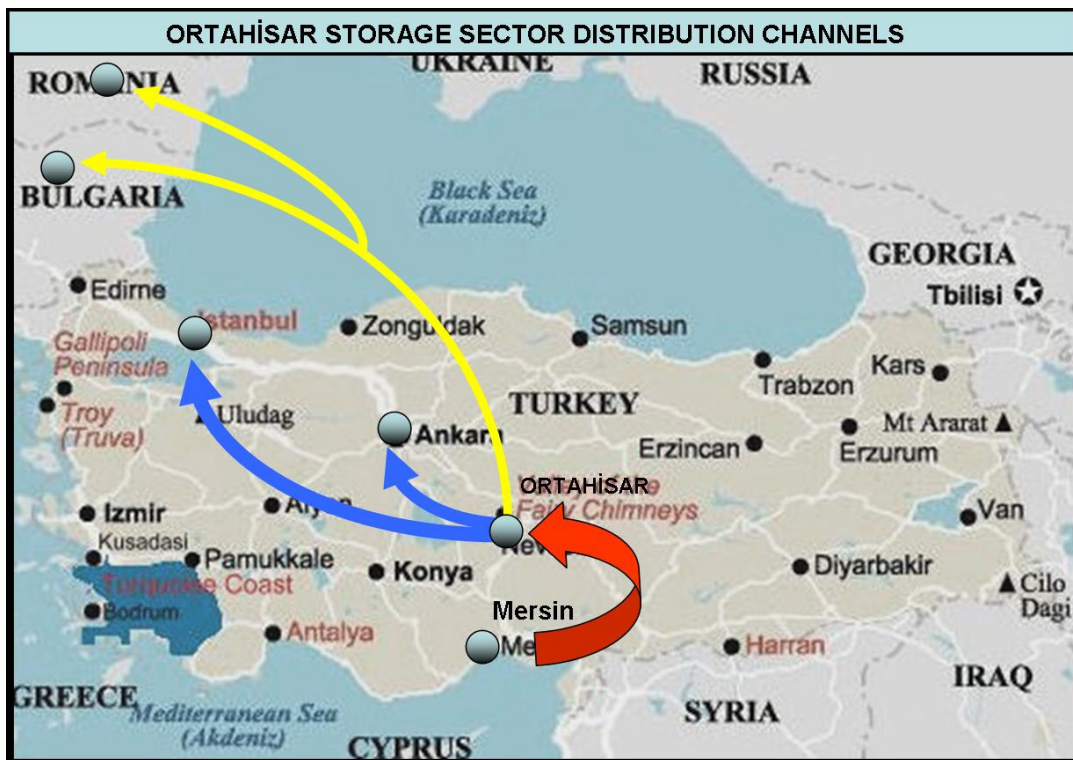 ORTAHİSAR STORAGE SECTOR DISTRIBUTION CHANNELS
UKRAINE
RUSSIA
ROMANIA
BULGARIA
Black Sea
(Karadeniz)
GEORGIA
Tbilisi
Edirne
Istanbul
Zonguldak
Samsun
Gallipoli
Peninsula
Trabzon
Kars
Troy
(Truva)
Uludag
TURKEY
Ankara
Erzincan
Erzurum
Mt Ararat
ORTAHİSAR
Fairy Chimneys
Izmir
Van
Kusadasi
Pamukkale
Konya
Diyarbakir
Turquoise Coast
Bodrum
Cilo
Dagi
Mersin
Me
Antalya
Harran
GREECE
Mediterranean Sea
(Akdeniz)
CYPRUS
SYRIA
IRAQ